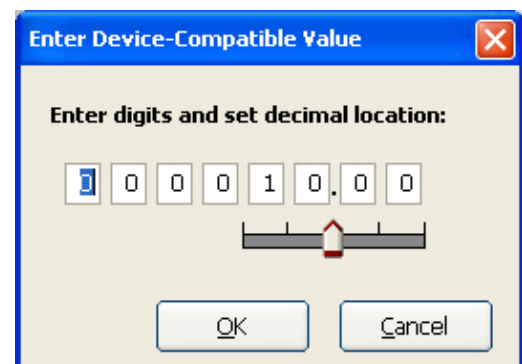 Enter Device-Compatible Value
Enter digits and set decimal location:
0 0 0 0 1 0 . 0 0
OK Cancel